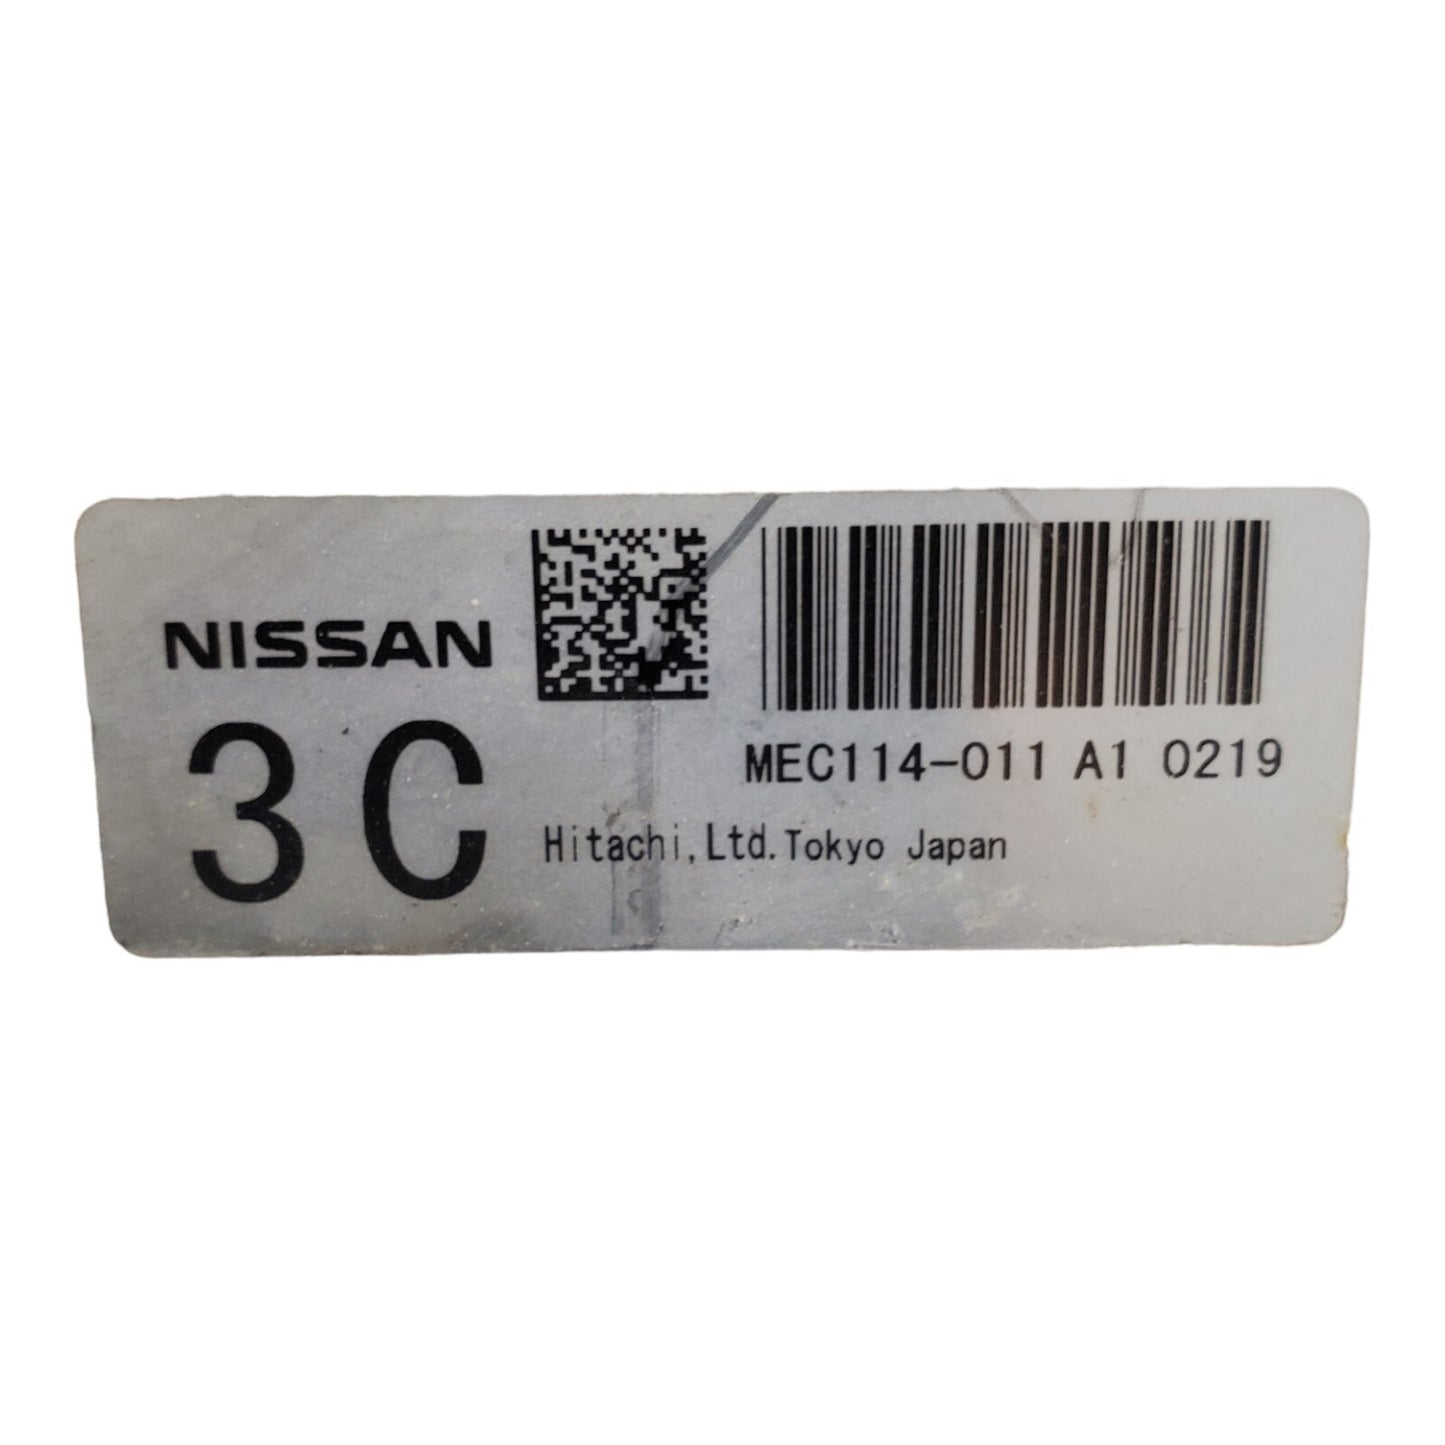 NISSAN
3C
MEC114-011 A1 0219
Hitachi,Ltd.Tokyo Japan